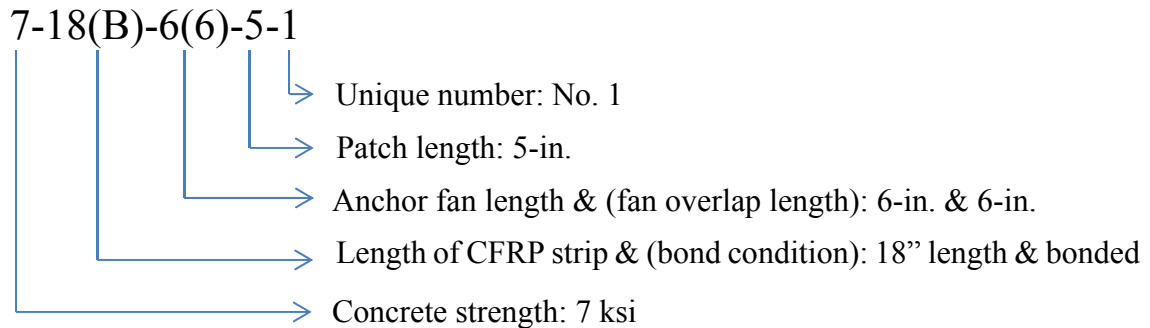 7-18(B)-6(6)-5-1
Unique number: No. 1
Patch length: 5-in.
Anchor fan length & (fan overlap length): 6-in. & 6-in.
Length of CFRP strip & (bond condition): 18” length & bonded
Concrete strength: 7 ksi